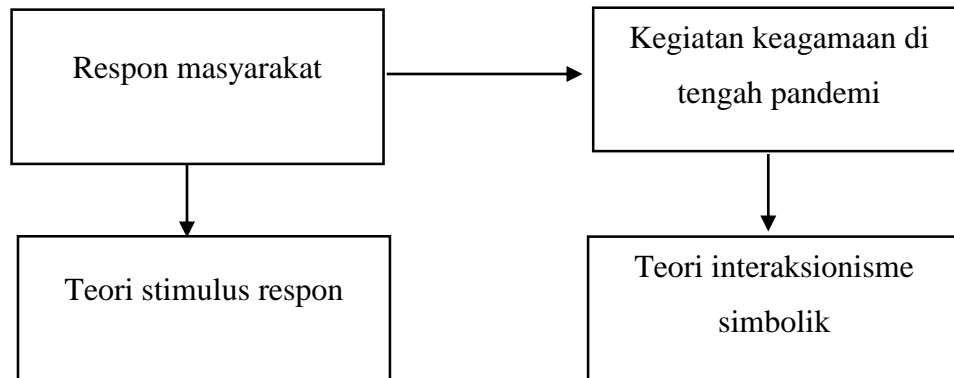 Respon masyarakat
Kegiatan keagamaan di
tengah pandemi
Teori stimulus respon
Teori interaksionisme
simbolik